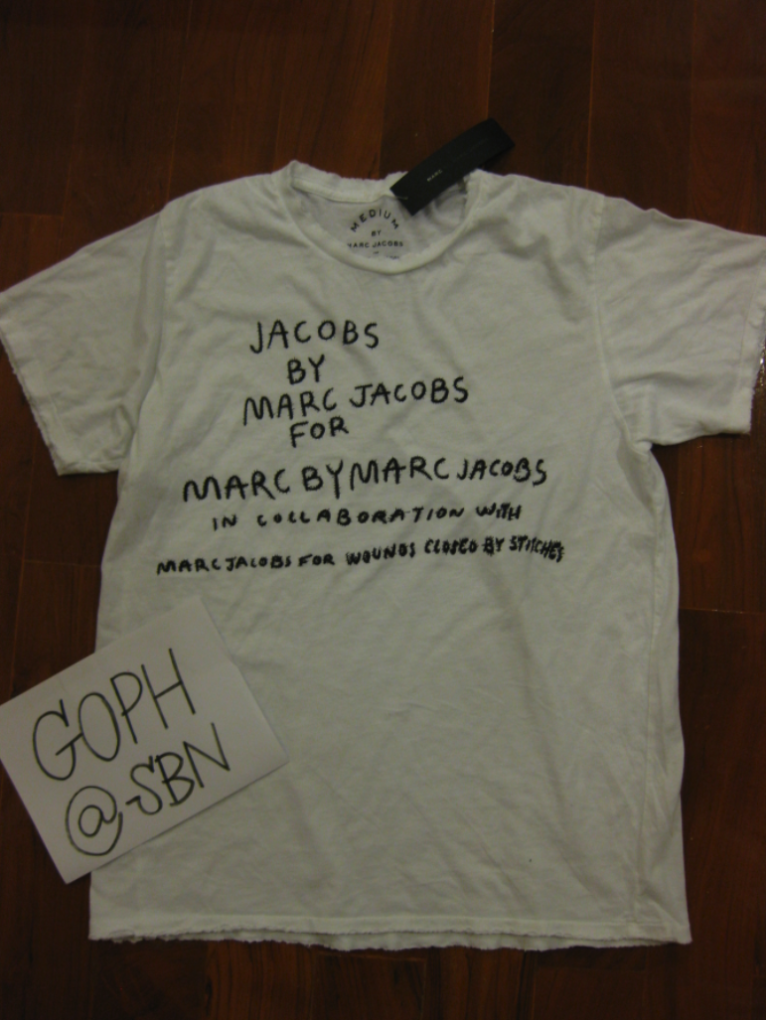 MARC
MEDIUM
BY
MARC JACOBS
JACOBS
BY
MARC JACOBS
FOR
MARC BY MARC JACOBS
IN COLLABORATION WITH
MARC JACOBS FOR WOUNDS CLOSED BY STITCHES
GOPH
@SBN